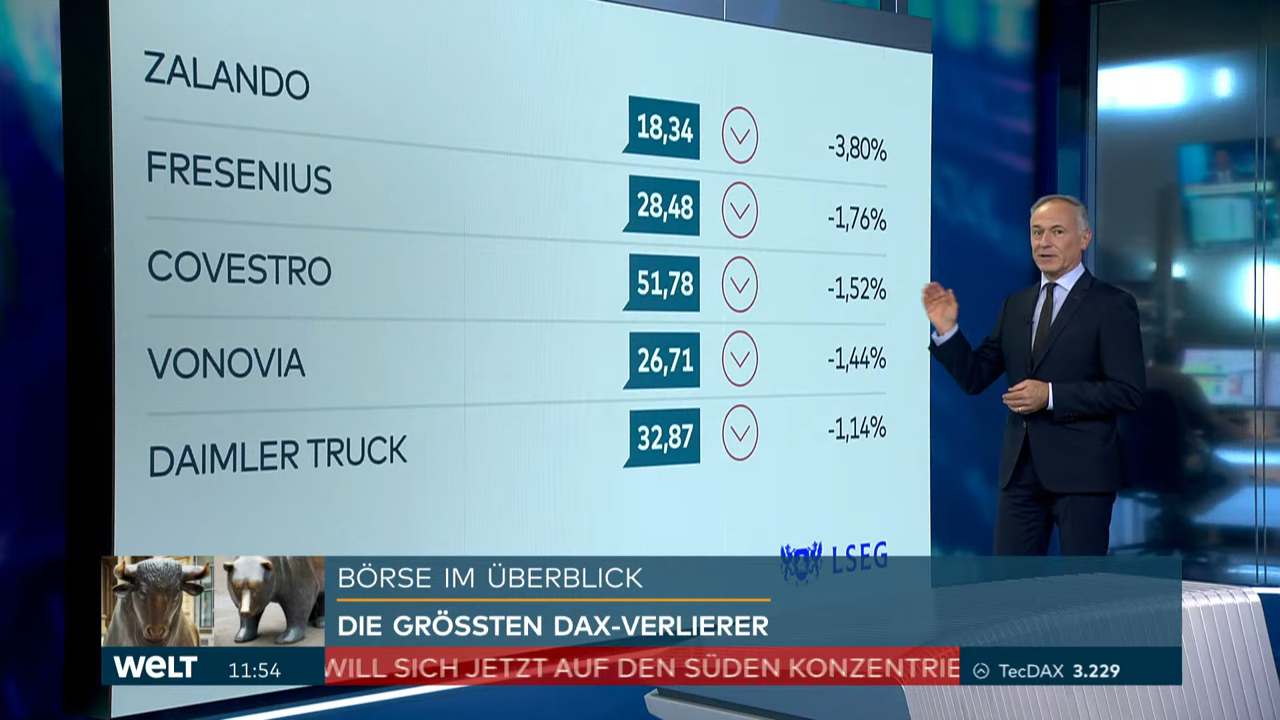 ZALANDO 18,34 -3,80%
FRESENIUS 28,48 -1,76%
COVESTRO 51,78 -1,52%
VONOVIA 26,71 -1,44%
DAIMLER TRUCK 32,87 -1,14%
LSEG
BÖRSE IM ÜBERBLICK
DIE GRÖSSTEN DAX-VERLIERER
WELT 11:54 WILL SICH JETZT AUF DEN SÜDEN KONZENTRIE TecDAX 3.229